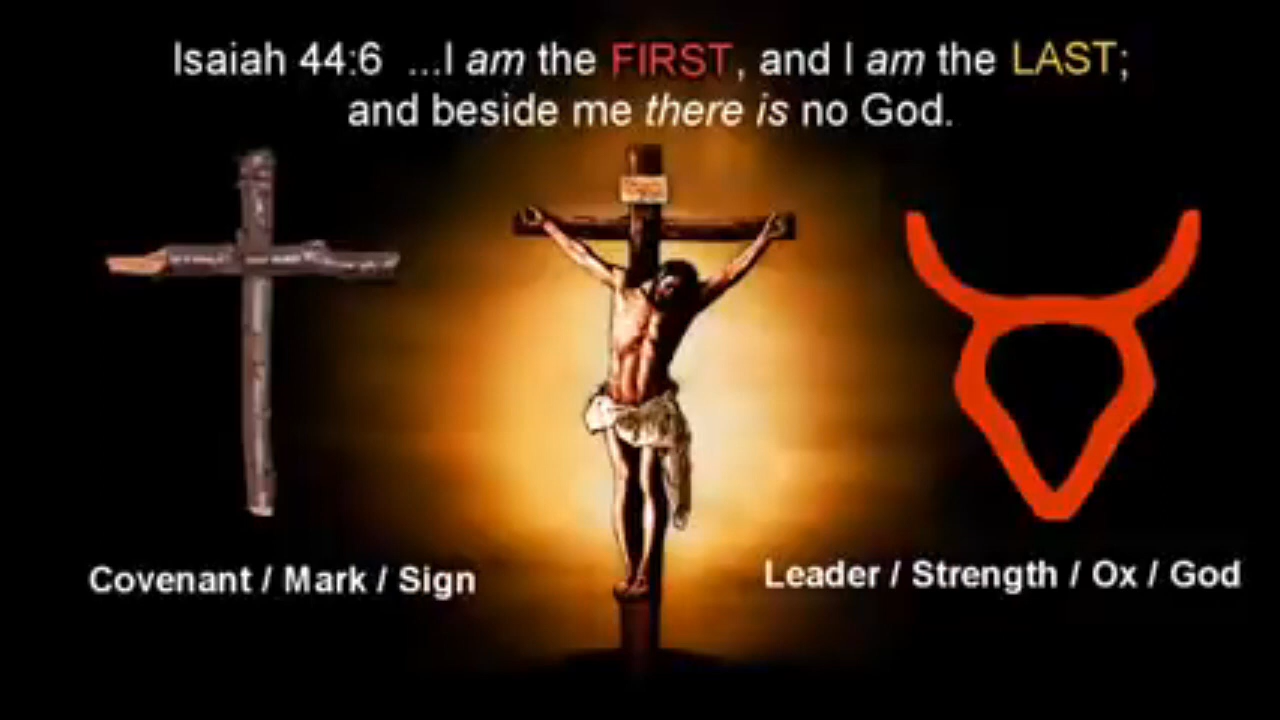 Isaiah 44:6 ...I am the FIRST, and I am the LAST;
and beside me there is no God.
Covenant / Mark / Sign
Leader / Strength / Ox / God